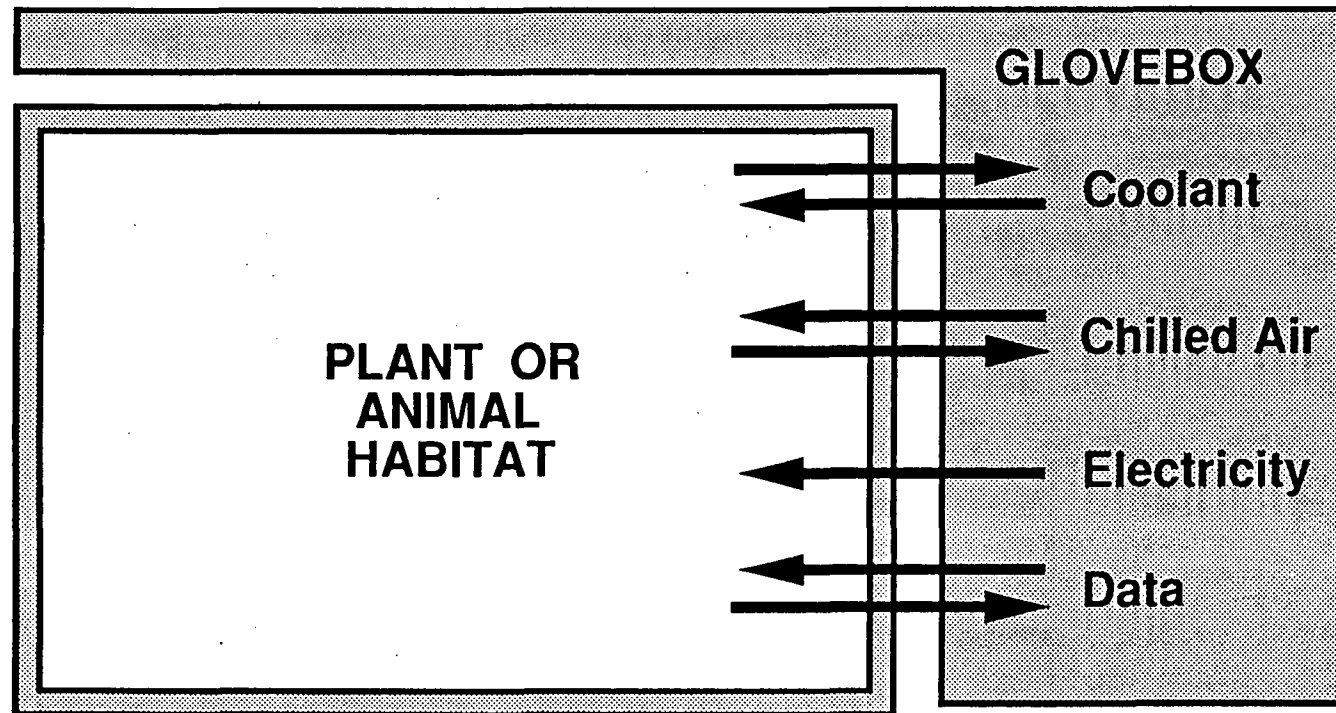 GLOVEBOX
Coolant
Chilled Air
PLANT OR
ANIMAL
HABITAT
Electricity
Data